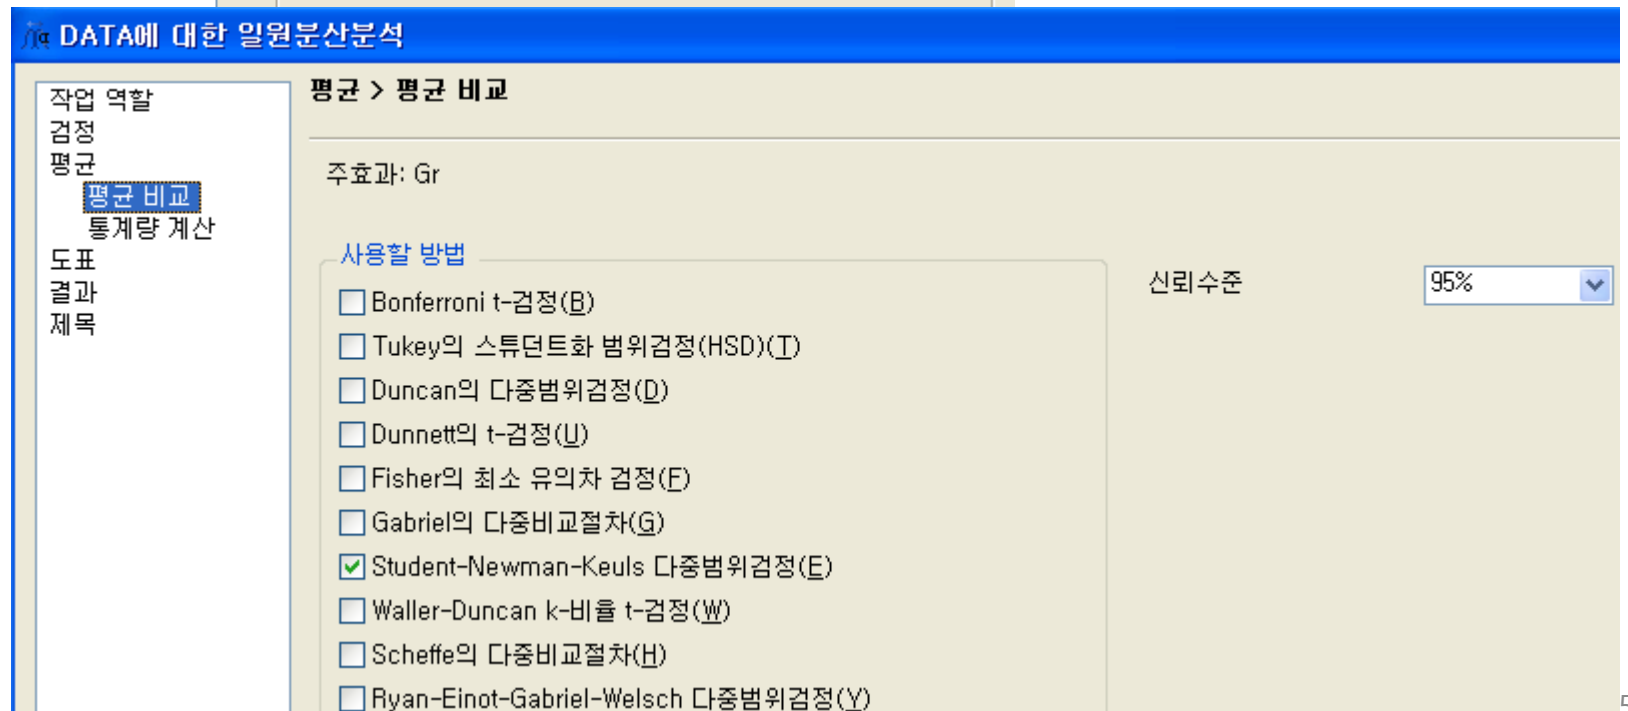 DATA에 대한 일원분산분석
작업 역할
검정
평균
평균 비교
통계량 계산
도표
결과
제목
평균 > 평균 비교
주효과: Gr
사용할 방법
Bonferroni t-검정(B)
Tukey의 스튜던트화 범위검정(HSD)(T)
Duncan의 다중범위검정(D)
Dunnett의 t-검정(U)
Fisher의 최소 유의차 검정(F)
Gabriel의 다중비교절차(G)
Student-Newman-Keuls 다중범위검정(E)
Waller-Duncan k-비율 t-검정(W)
Scheffe의 다중비교절차(H)
Ryan-Einot-Gabriel-Welsch 다중범위검정(Y)
신뢰수준 95%